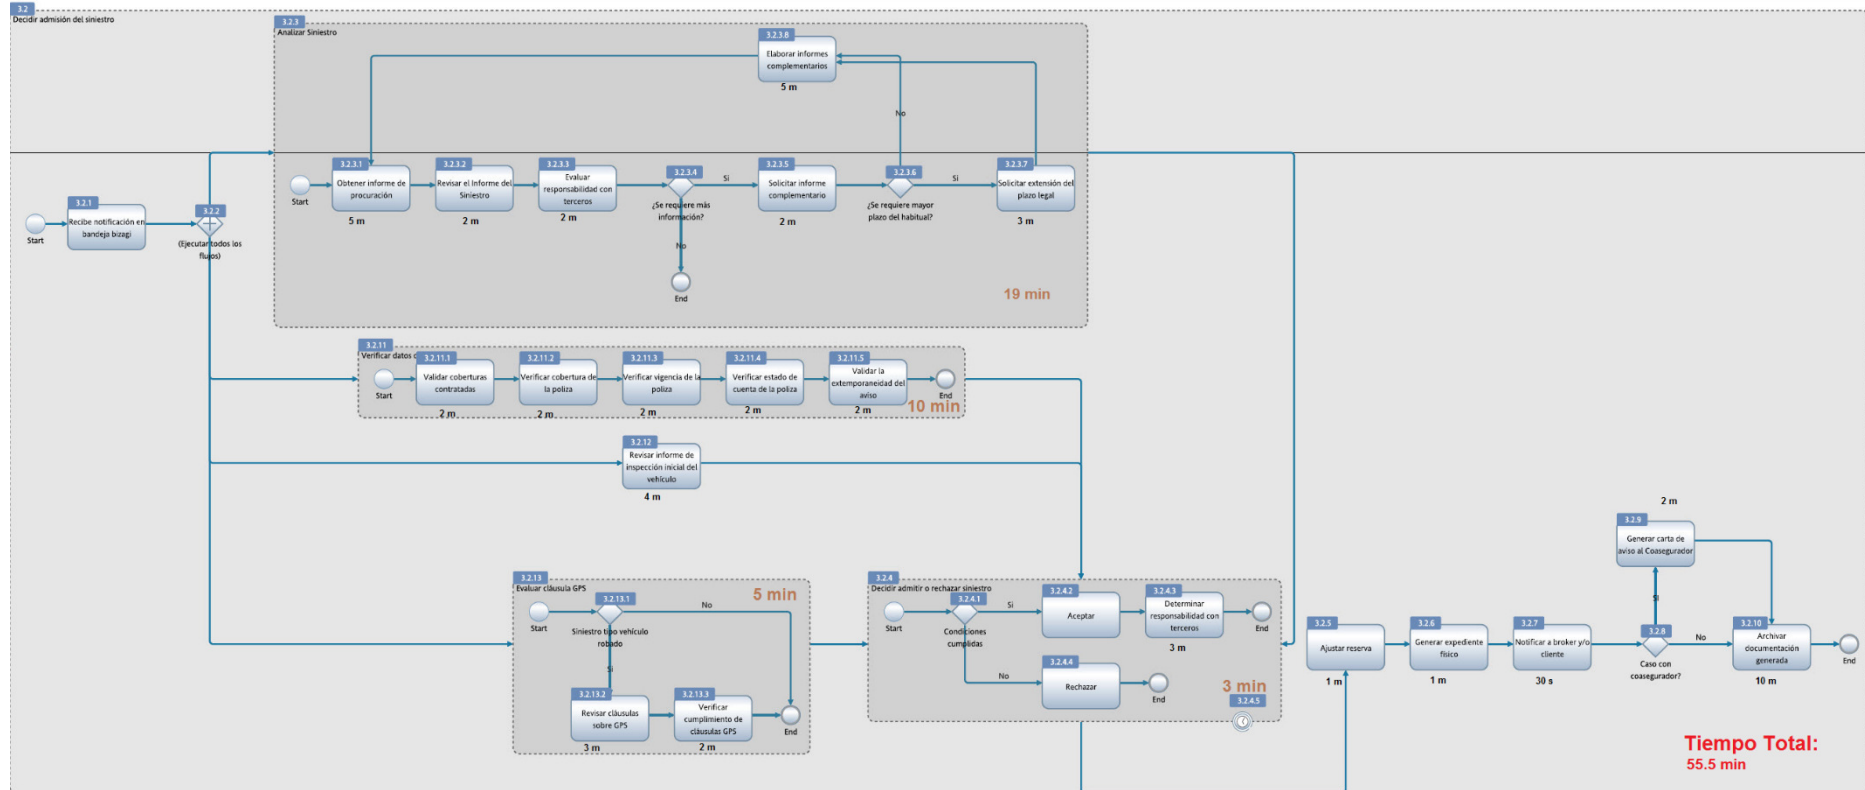 3.2
Decidir admisión del siniestro
3.2.3
Analizar Siniestro
3.2.3.8
Elaborar informes
complementarios
5 m
No
3.2.3.1
Obtener informe de
procuración
5 m
3.2.3.2
Revisar el Informe del
Siniestro
2 m
3.2.3.3
Evaluar
responsabilidad con
terceros
2 m
3.2.3.4
¿Se requiere más
información?
Si
No
End
3.2.3.5
Solicitar informe
complementario
2 m
3.2.3.6
¿Se requiere mayor
plazo del habitual?
Si
3.2.3.7
Solicitar extensión del
plazo legal
3 m
Start
19 min
Start
3.2.1
Recibe notificación en
bandeja bizagi
3.2.2
(Ejecutar todos los
flujos)
3.2.11
Verificar datos
Start
3.2.11.1
Validar coberturas
contratadas
2 m
3.2.11.2
Verificar cobertura de
la poliza
2 m
3.2.11.3
Verificar vigencia de la
poliza
2 m
3.2.11.4
Verificar estado de
cuenta de la poliza
2 m
3.2.11.5
Validar la
extemporaneidad del
aviso
2 m
End
10 min
3.2.12
Revisar informe de
inspección inicial del
vehículo
4 m
3.2.13
Evaluar cláusula GPS
5 min
Start
3.2.13.1
Siniestro tipo vehículo
robado
No
Si
3.2.13.2
Revisar cláusulas
sobre GPS
3 m
3.2.13.3
Verificar
cumplimiento de
cláusulas GPS
2 m
End
3.2.4
Decidir admitir o rechazar siniestro
Start
3.2.4.1
Condiciones
cumplidas
Si
No
3.2.4.2
Aceptar
3.2.4.3
Determinar
responsabilidad con
terceros
3 m
End
3.2.4.4
Rechazar
End
3 min
3.2.4.5
3.2.5
Ajustar reserva
1 m
3.2.6
Generar expediente
físico
1 m
3.2.7
Notificar a broker y/o
cliente
30 s
3.2.8
Caso con
coasegurador?
Si
No
2 m
3.2.9
Generar carta de
aviso al Coasegurador
3.2.10
Archivar
documentación
generada
10 m
End
Tiempo Total:
55.5 min